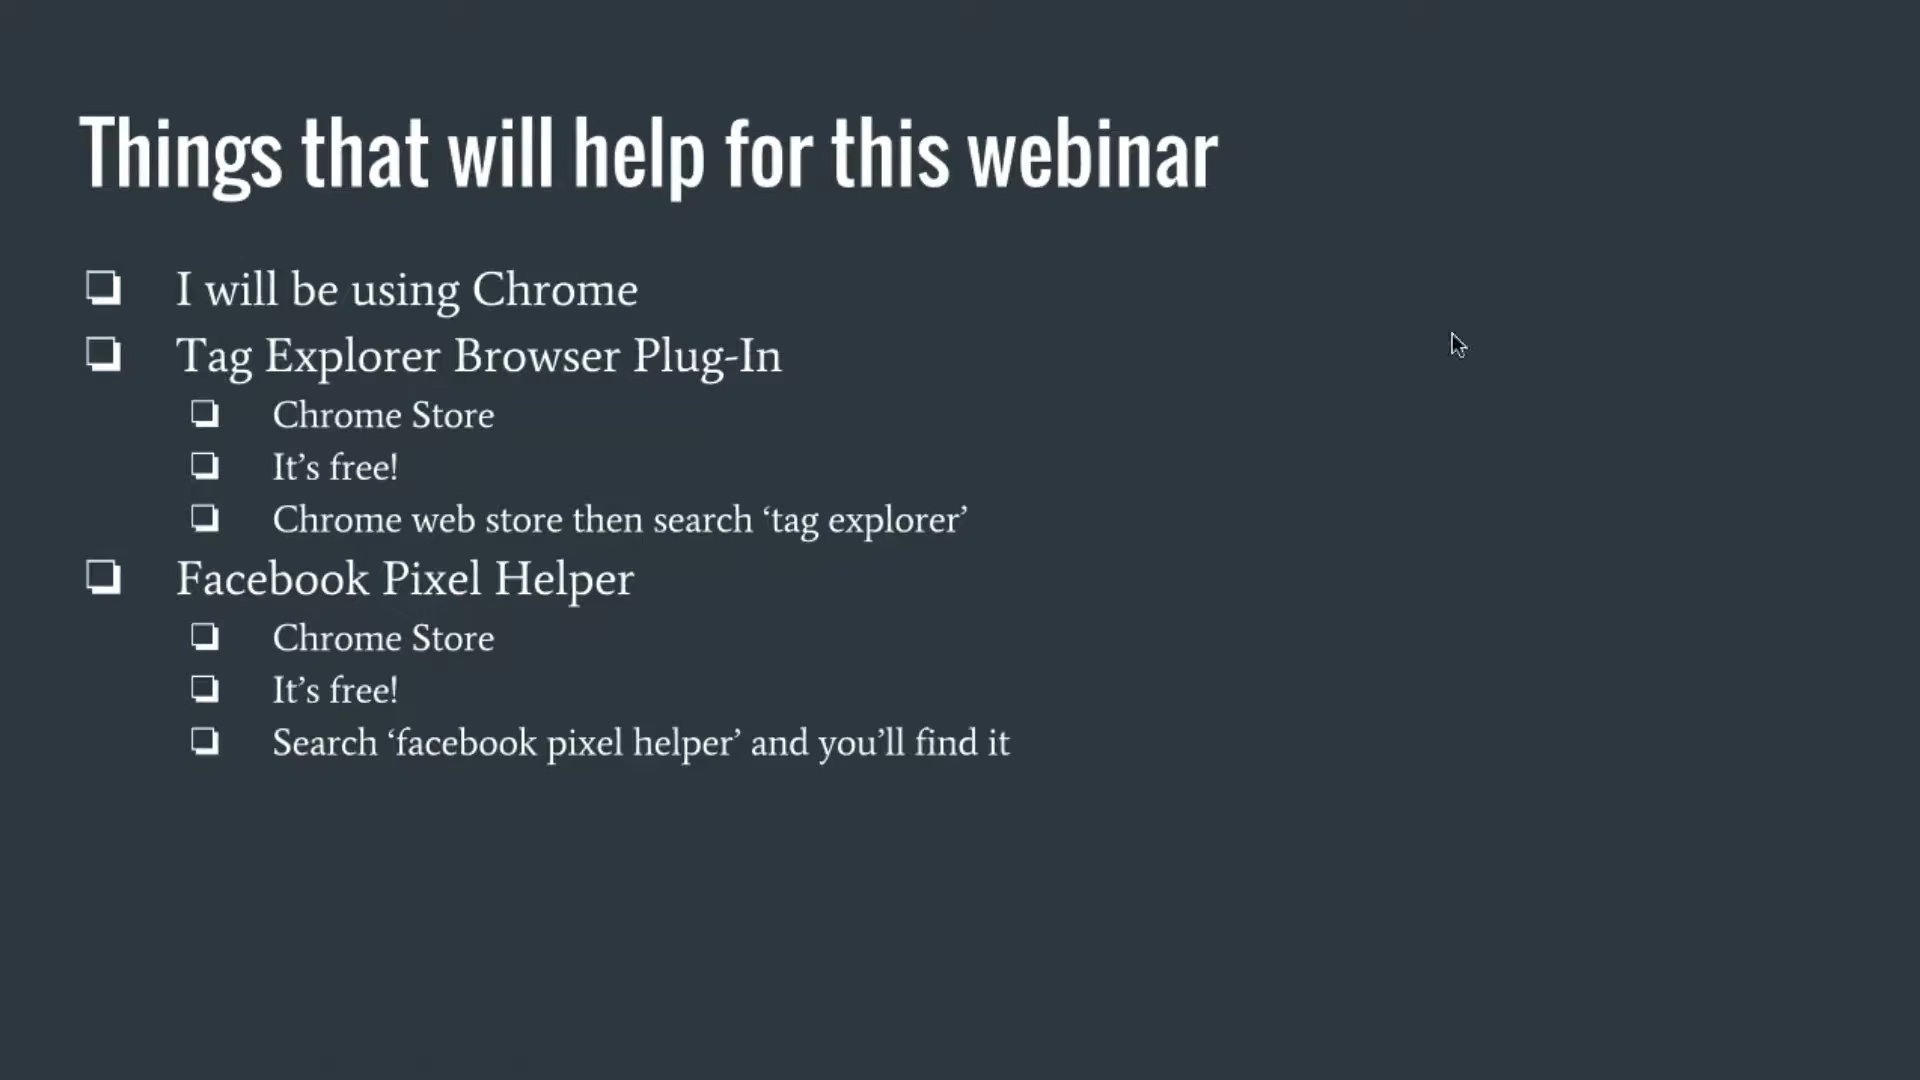 Things that will help for this webinar
I will be using Chrome
Tag Explorer Browser Plug-In
Chrome Store
It’s free!
Chrome web store then search ‘tag explorer’
Facebook Pixel Helper
Chrome Store
It’s free!
Search ‘facebook pixel helper’ and you’ll find it